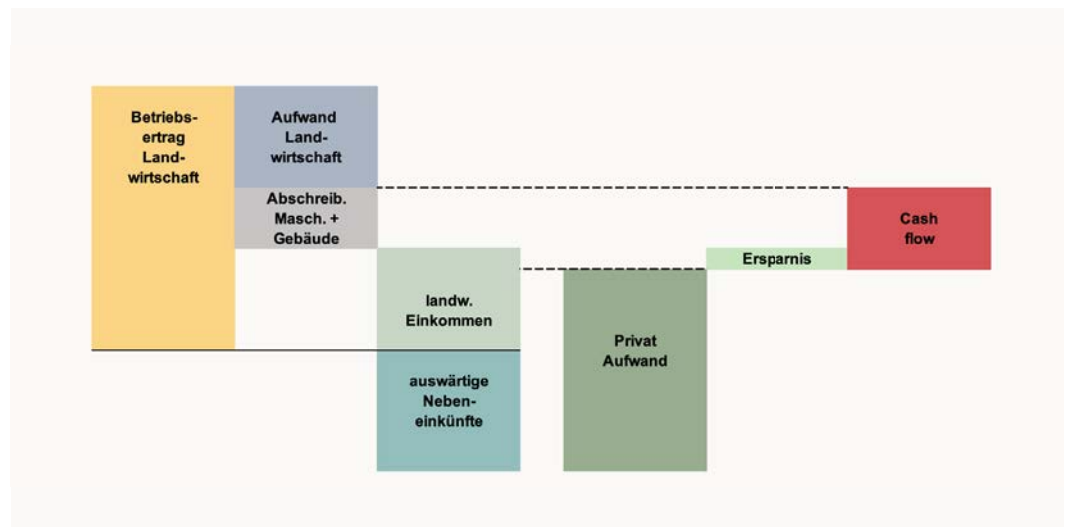 Betriebs-
ertrag
Land-
wirtschaft
Aufwand
Land-
wirtschaft
Abschreib.
Masch. +
Gebäude
landw.
Einkommen
auswärtige
Neben-
einkünfte
Privat
Aufwand
Ersparnis
Cash
flow